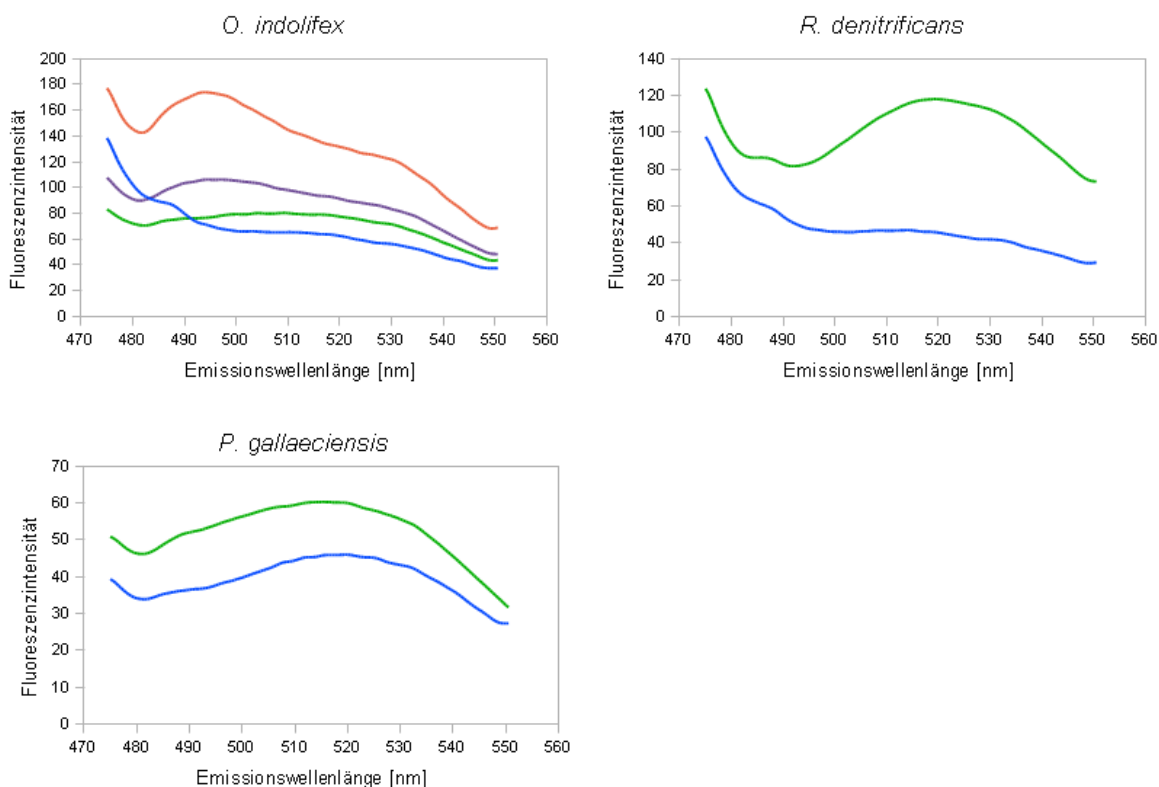 O. indolifex
Fluoreszenzintensität
200
180
160
140
120
100
80
60
40
20
0
470 480 490 500 510 520 530 540 550 560
Emissionswellenlänge [nm]
R. denitrificans
Fluoreszenzintensität
140
120
100
80
60
40
20
0
470 480 490 500 510 520 530 540 550 560
Emissionswellenlänge [nm]
P. gallaeciensis
Fluoreszenzintensität
70
60
50
40
30
20
10
0
470 480 490 500 510 520 530 540 550 560
Emissionswellenlänge [nm]